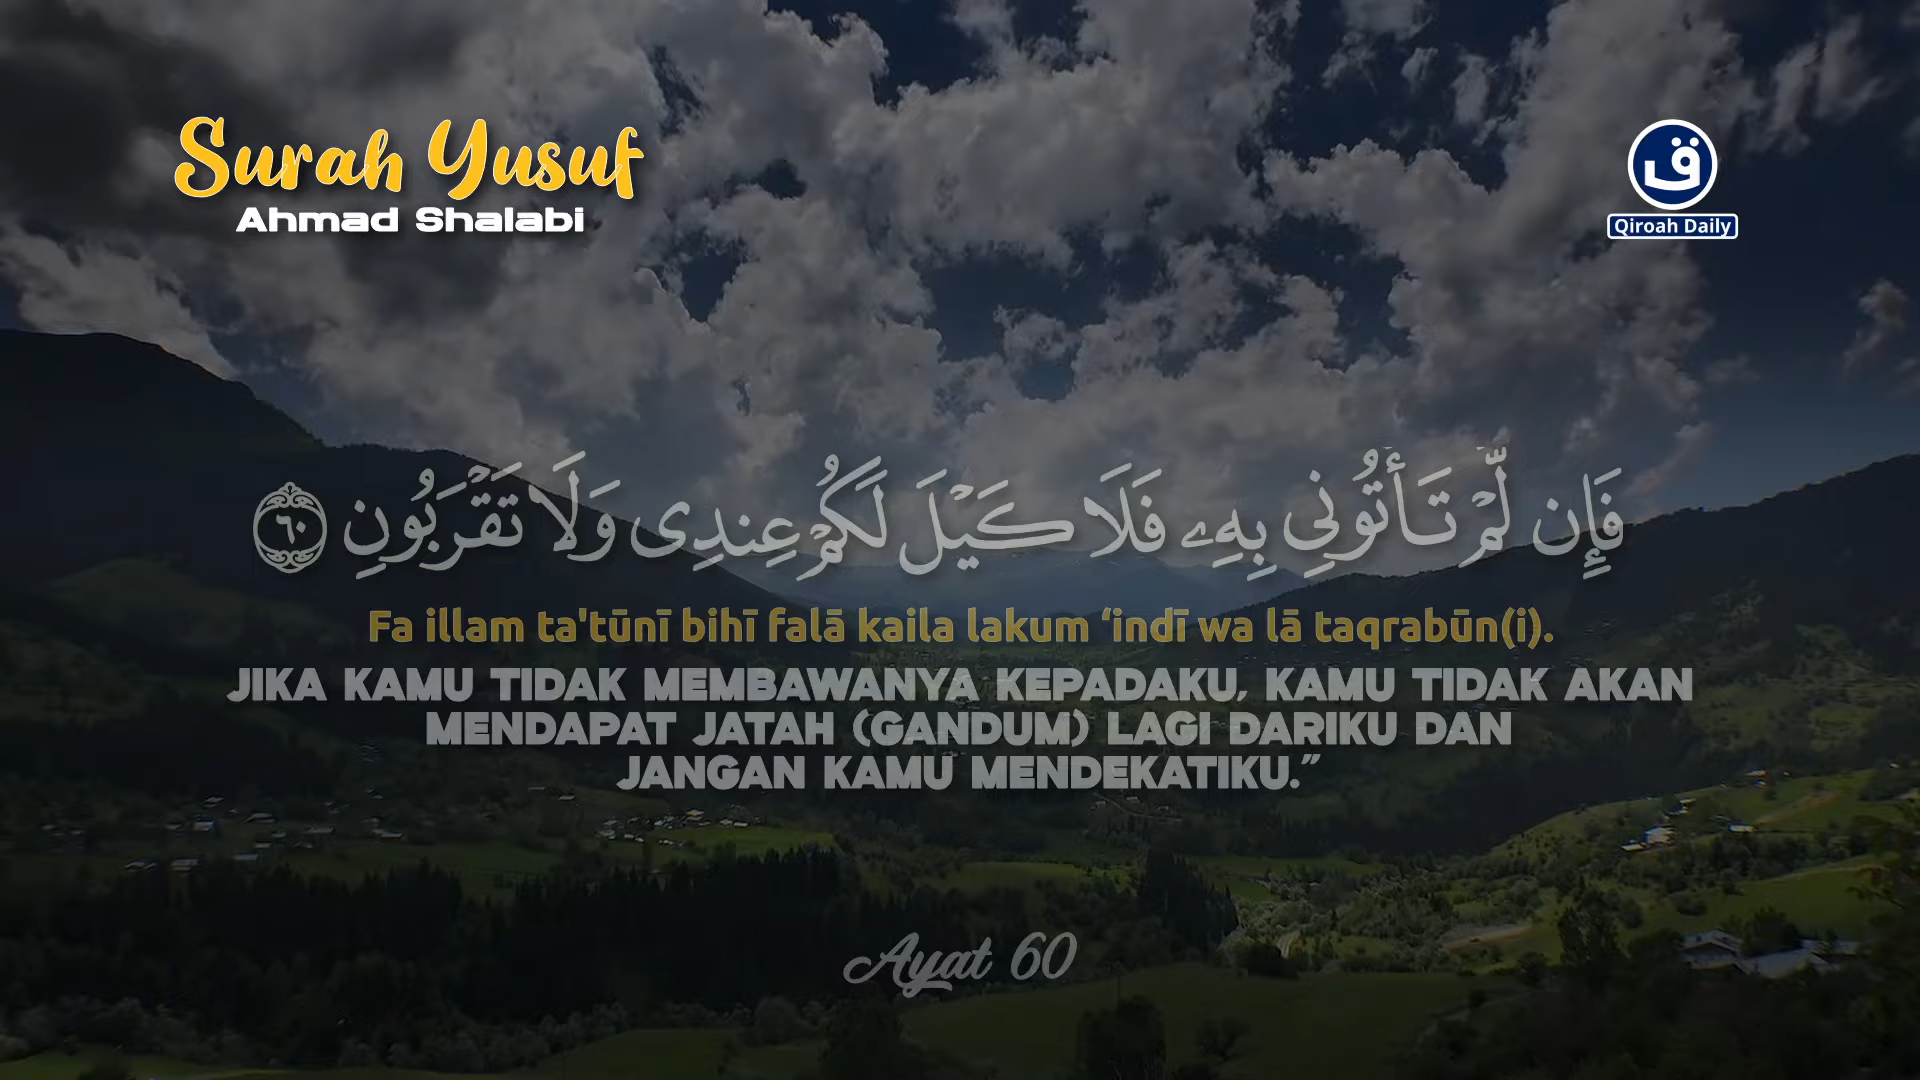 Surah Yusuf
Ahmad Shalabi
ق
Qiroah Daily
فَإِن لَّمْ تَأْتُونِي بِهِۦ فَلَا كَيْلَ لَكُمْ عِندِى وَلَا تَقْرَبُونِ ٦٠
Fa illam ta'tūnī bihī falā kaila lakum ‘indī wa lā taqrabūn(i).
JIKA KAMU TIDAK MEMBAWANYA KEPADAKU, KAMU TIDAK AKAN
MENDAPAT JATAH (GANDUM) LAGI DARIKU DAN
JANGAN KAMU MENDEKATIKU.”
Ayat 60